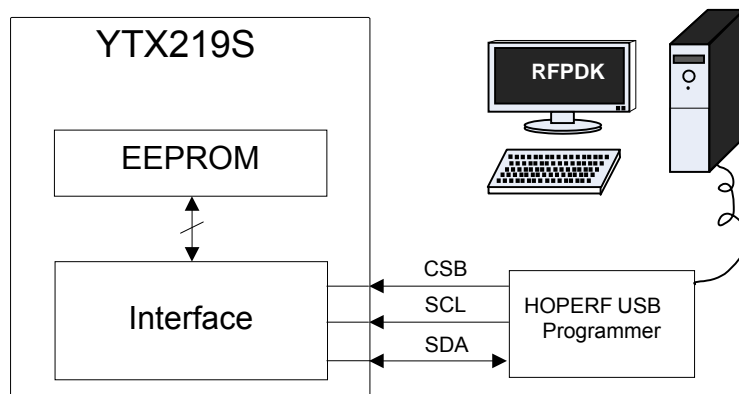 YTX219S
RFPDK
EEPROM
CSB
SCL
SDA
Interface
HOPERF USB
Programmer